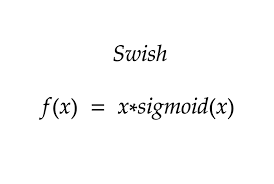 Swish
f(x) = x*sigmoid(x)